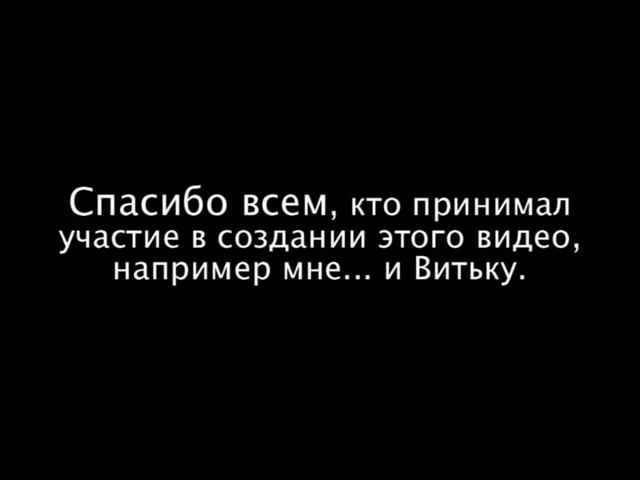 Спасибо всем, кто принимал
участие в создании этого видео,
например мне... и Витьку.